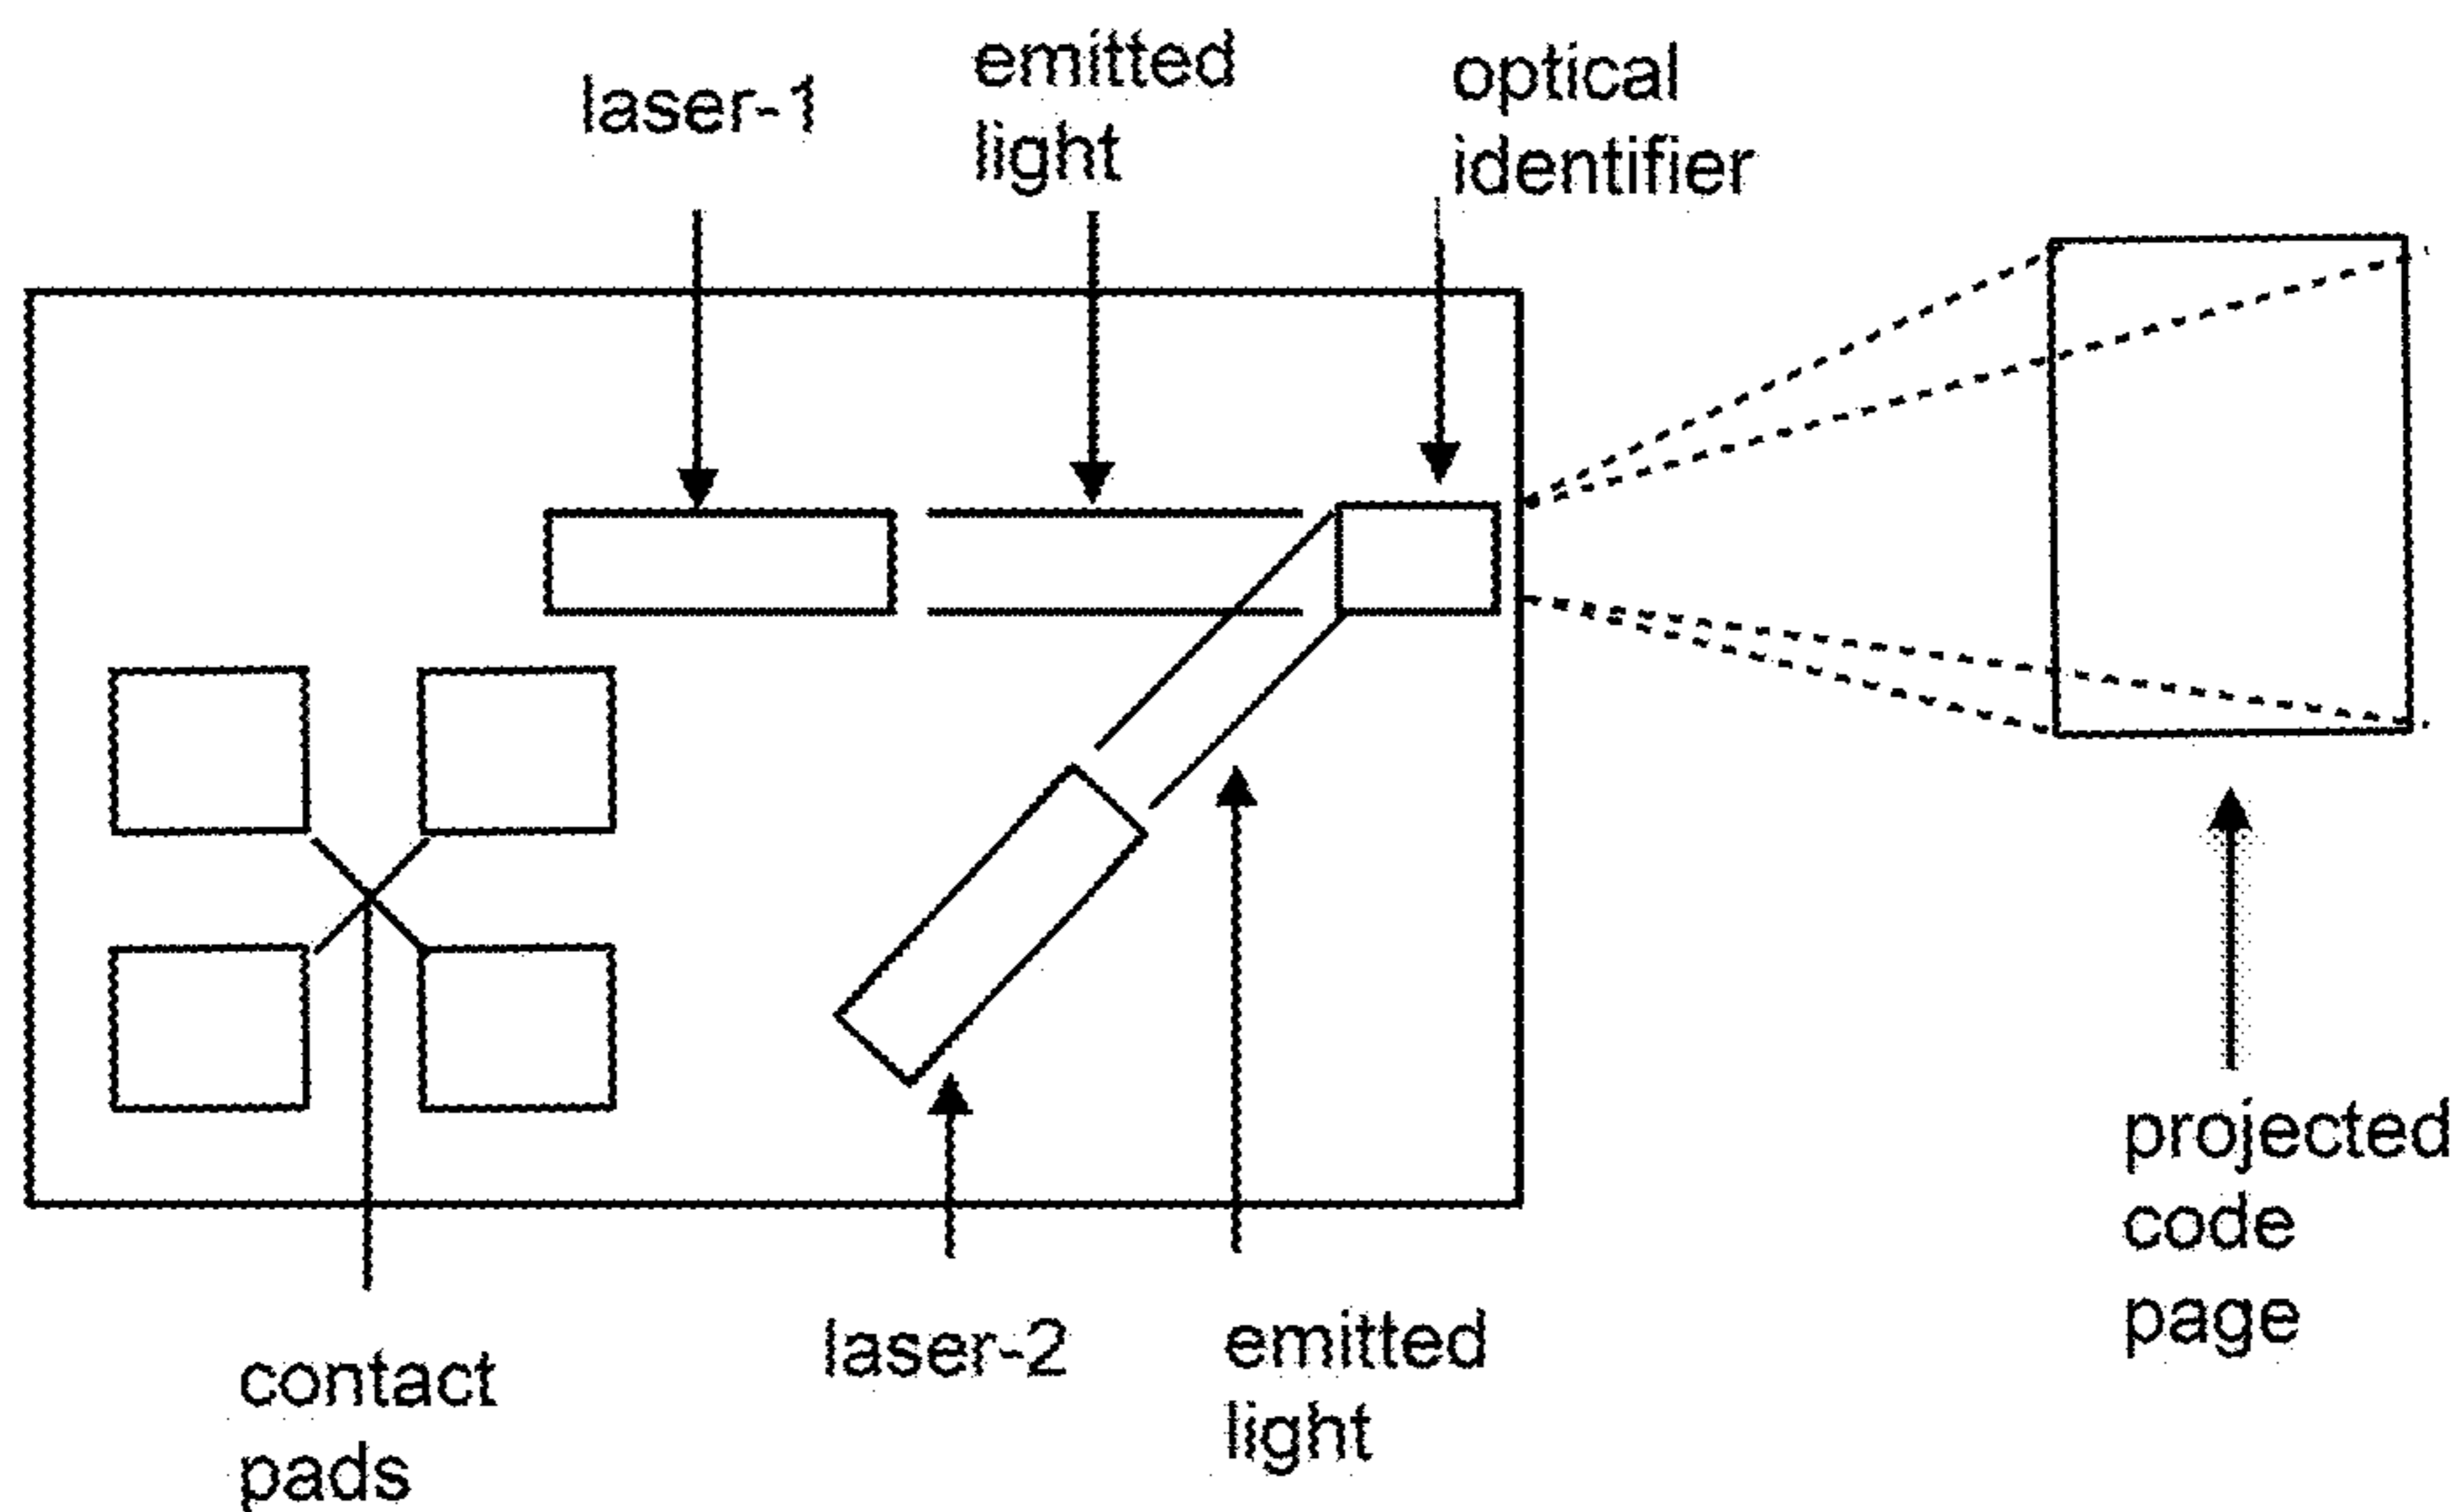 laser-1
emitted
light
optical
identifier
contact
pads
laser-2
emitted
light
projected
code
page